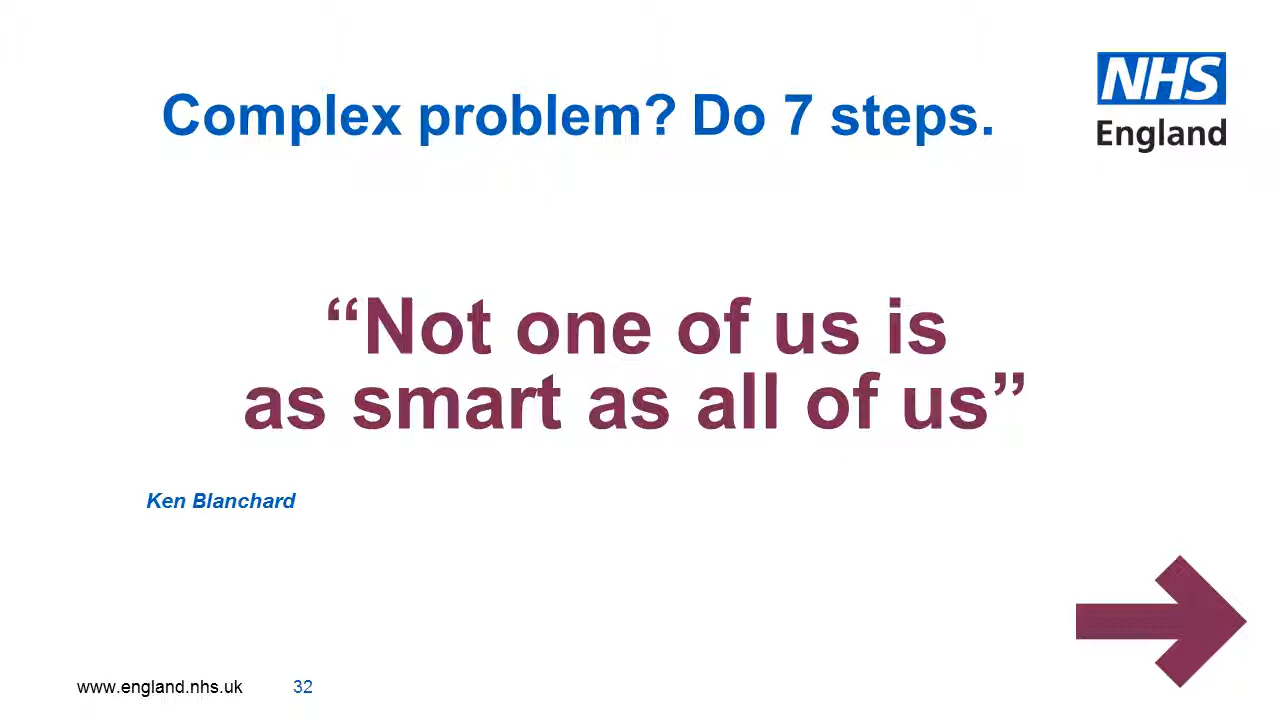 NHS
England
Complex problem? Do 7 steps.
“Not one of us is
as smart as all of us”
Ken Blanchard
www.england.nhs.uk 32